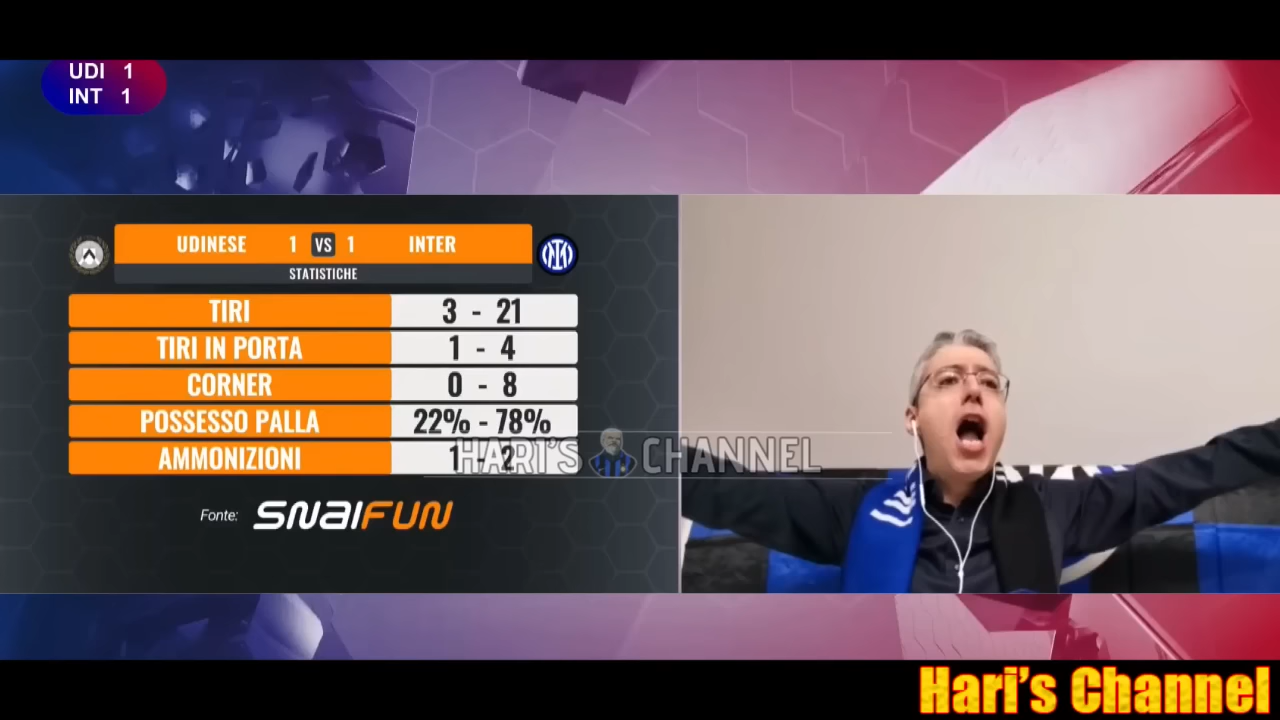 UDI 1
INT 1
UDINESE 1 VS 1 INTER
STATISTICHE
TIRI 3 - 21
TIRI IN PORTA 1 - 4
CORNER 0 - 8
POSSESSO PALLA 22% - 78%
AMMONIZIONI 1 - 2
HARI'S CHANNEL
Fonte: SNAIFUN
Hari's Channel